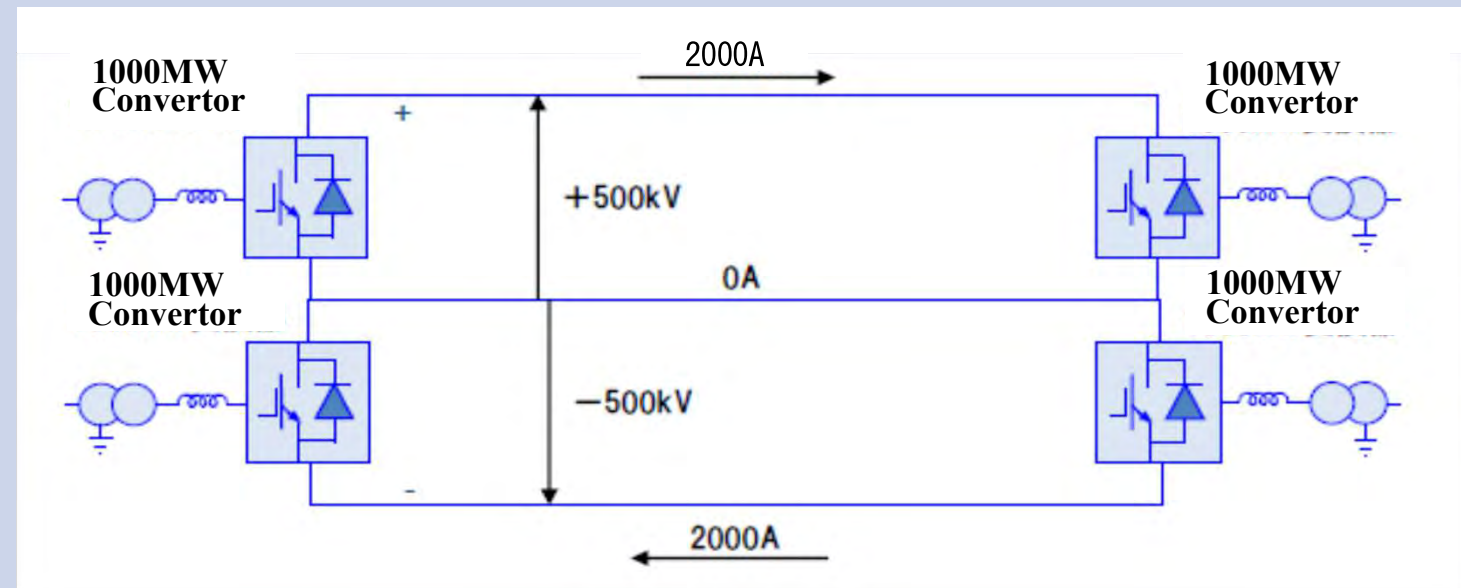 2000A
1000MW
Convertor
1000MW
Convertor
+
+500kV
0A
1000MW
Convertor
1000MW
Convertor
−500kV
-
2000A